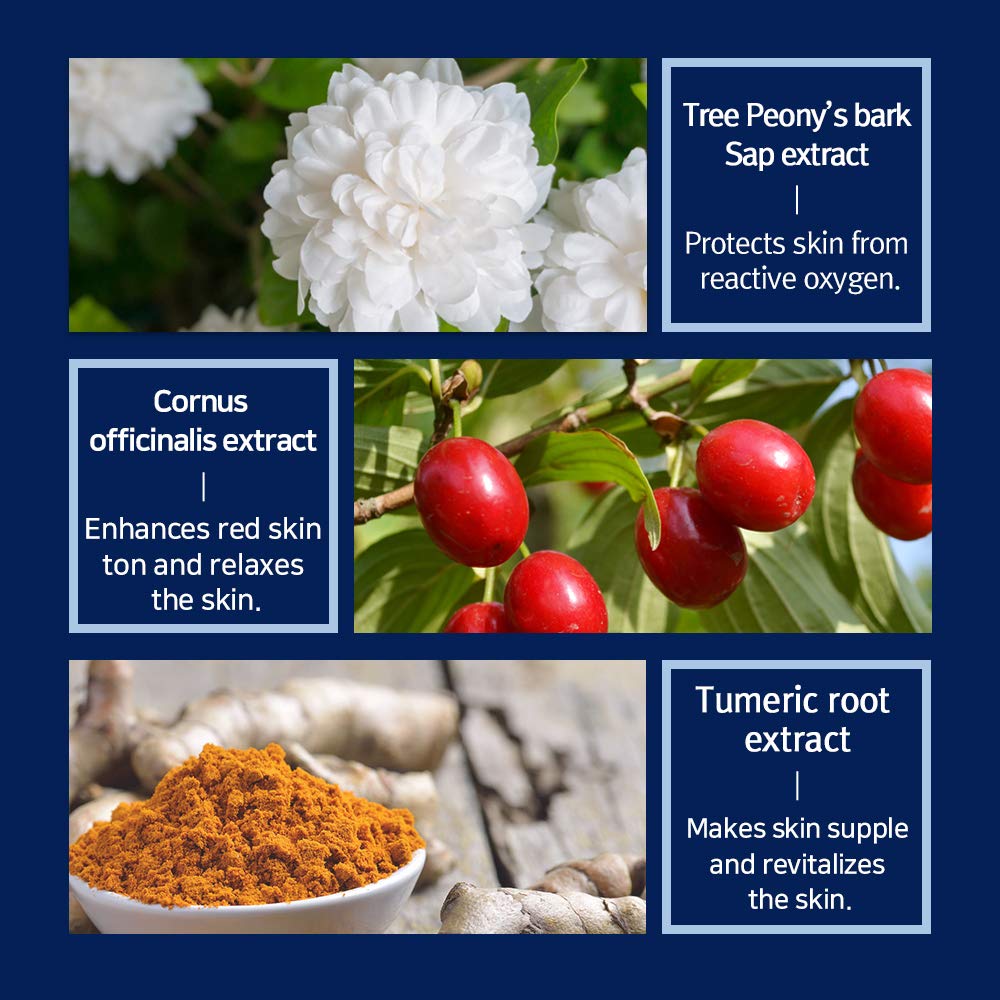 Tree Peony’s bark
Sap extract
Protects skin from
reactive oxygen.
Cornus
officinalis extract
Enhances red skin
ton and relaxes
the skin.
Tumeric root
extract
Makes skin supple
and revitalizes
the skin.